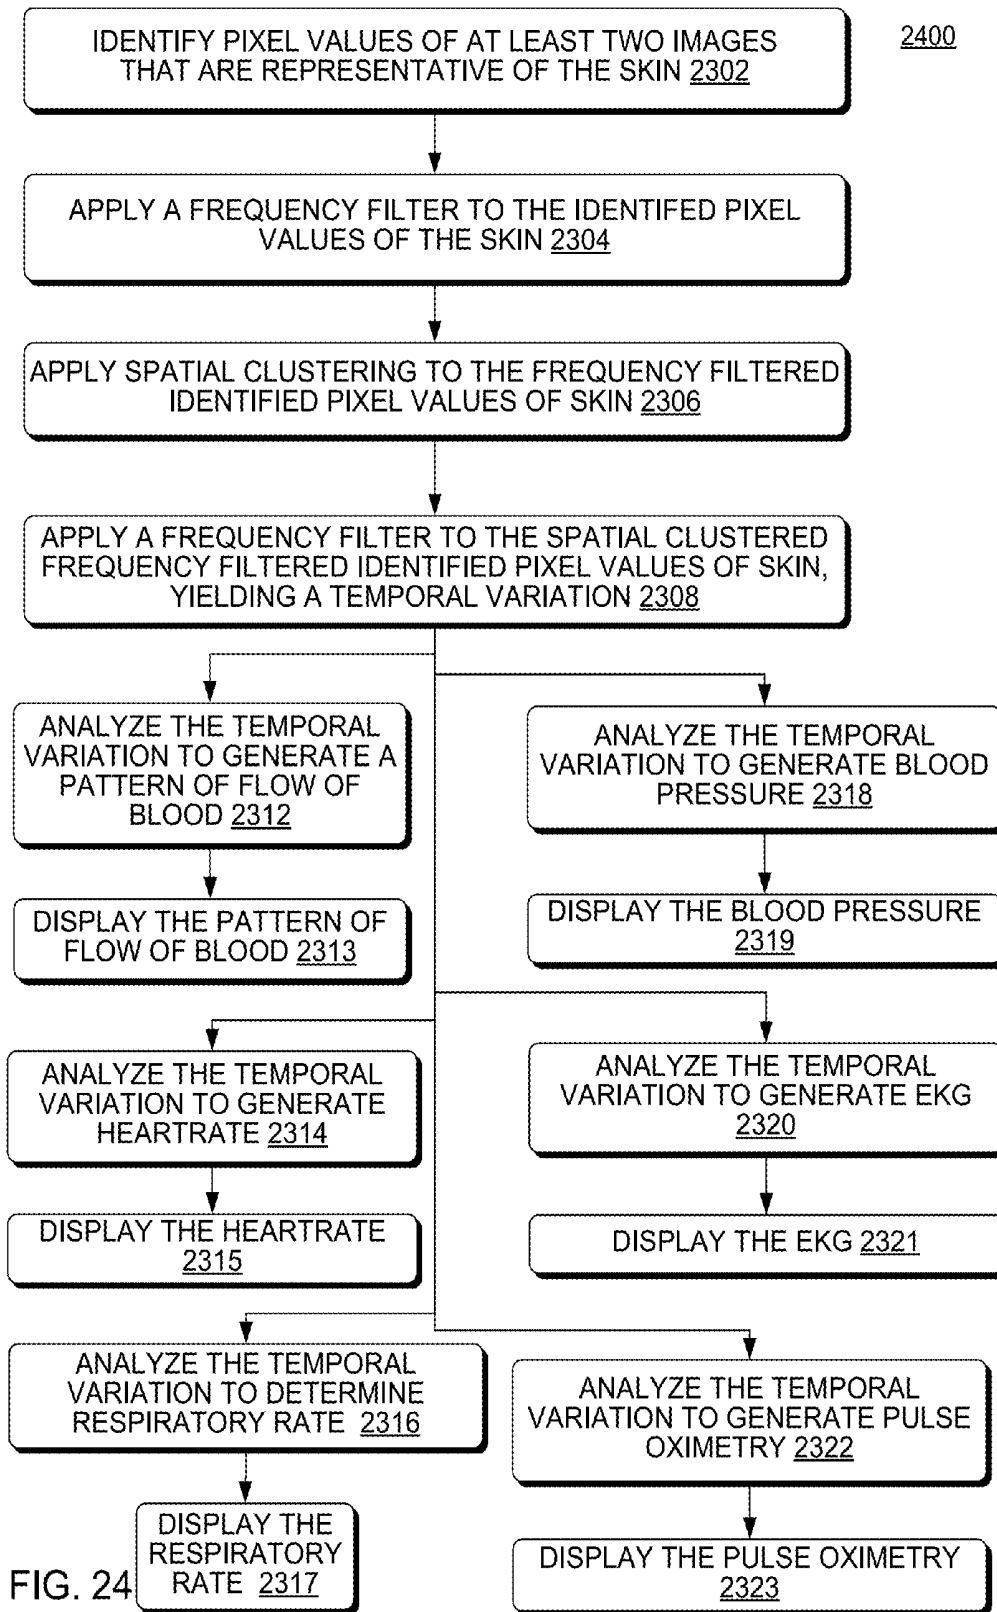 2400
IDENTIFY PIXEL VALUES OF AT LEAST TWO IMAGES
THAT ARE REPRESENTATIVE OF THE SKIN 2302
APPLY A FREQUENCY FILTER TO THE IDENTIFED PIXEL
VALUES OF THE SKIN 2304
APPLY SPATIAL CLUSTERING TO THE FREQUENCY FILTERED
IDENTIFIED PIXEL VALUES OF SKIN 2306
APPLY A FREQUENCY FILTER TO THE SPATIAL CLUSTERED
FREQUENCY FILTERED IDENTIFIED PIXEL VALUES OF SKIN,
YIELDING A TEMPORAL VARIATION 2308
ANALYZE THE TEMPORAL
VARIATION TO GENERATE A
PATTERN OF FLOW OF
BLOOD 2312
DISPLAY THE PATTERN OF
FLOW OF BLOOD 2313
ANALYZE THE TEMPORAL
VARIATION TO GENERATE BLOOD
PRESSURE 2318
DISPLAY THE BLOOD PRESSURE
2319
ANALYZE THE TEMPORAL
VARIATION TO GENERATE
HEARTRATE 2314
DISPLAY THE HEARTRATE
2315
ANALYZE THE TEMPORAL
VARIATION TO GENERATE EKG
2320
DISPLAY THE EKG 2321
ANALYZE THE TEMPORAL
VARIATION TO DETERMINE
RESPIRATORY RATE 2316
DISPLAY THE
RESPIRATORY
RATE 2317
ANALYZE THE TEMPORAL
VARIATION TO GENERATE PULSE
OXIMETRY 2322
DISPLAY THE PULSE OXIMETRY
2323
FIG. 24